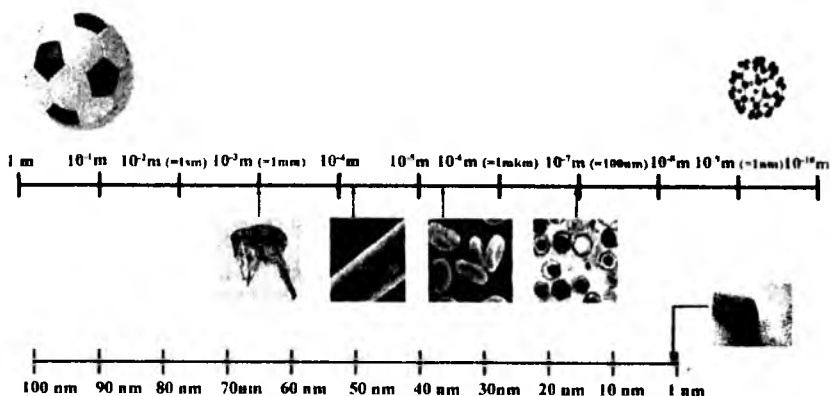 1 m 10⁻¹m 10⁻²m (=1sm) 10⁻³m (=1mm) 10⁻⁴m 10⁻⁵m 10⁻⁶m (=1mkm) 10⁻⁷m (=100nm) 10⁻⁸m 10⁻⁹m (=1nm) 10⁻¹⁰m
100 nm 90 nm 80 nm 70nm 60 nm 50 nm 40 nm 30nm 20 nm 10 nm 1 nm